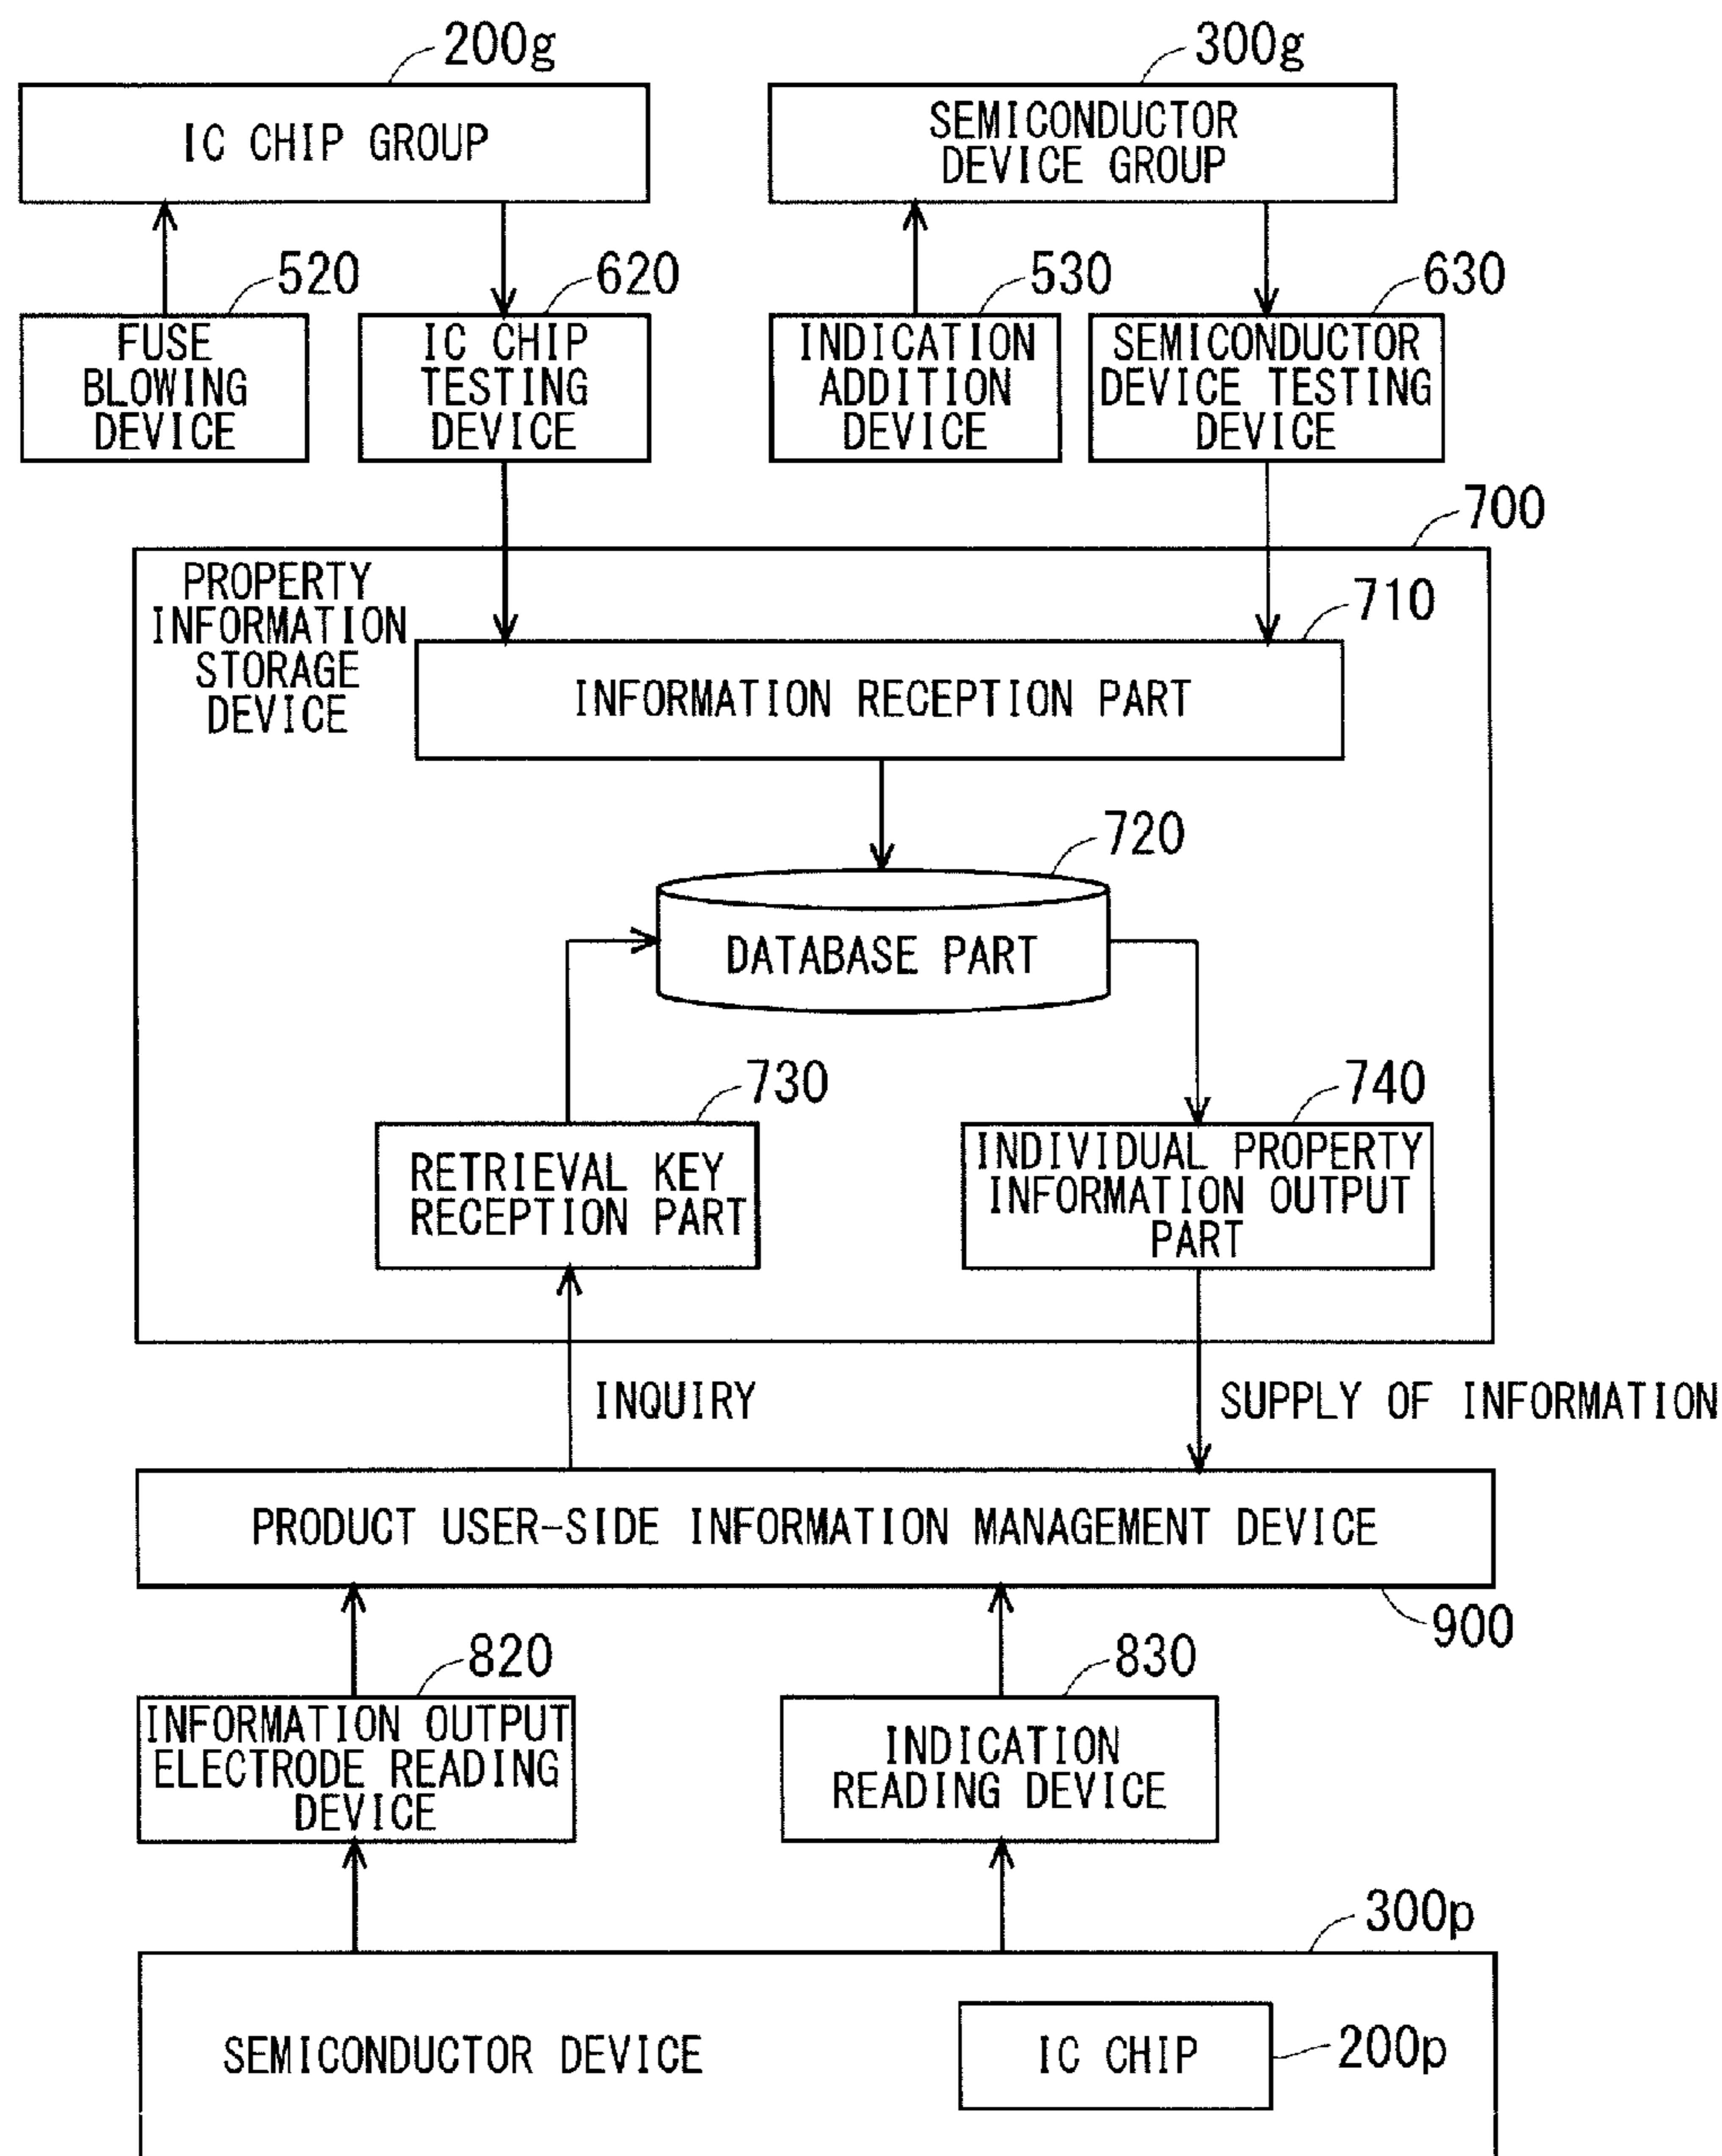 200g
300g
IC CHIP GROUP
SEMICONDUCTOR
DEVICE GROUP
520
620
530
630
FUSE
BLOWING
DEVICE
IC CHIP
TESTING
DEVICE
INDICATION
ADDITION
DEVICE
SEMICONDUCTOR
DEVICE TESTING
DEVICE
700
PROPERTY
INFORMATION
STORAGE
DEVICE
710
INFORMATION RECEPTION PART
720
DATABASE PART
730
740
RETRIEVAL KEY
RECEPTION PART
INDIVIDUAL PROPERTY
INFORMATION OUTPUT
PART
INQUIRY
SUPPLY OF INFORMATION
PRODUCT USER-SIDE INFORMATION MANAGEMENT DEVICE
900
820
830
INFORMATION OUTPUT
ELECTRODE READING
DEVICE
INDICATION
READING DEVICE
300p
SEMICONDUCTOR DEVICE
IC CHIP
200p